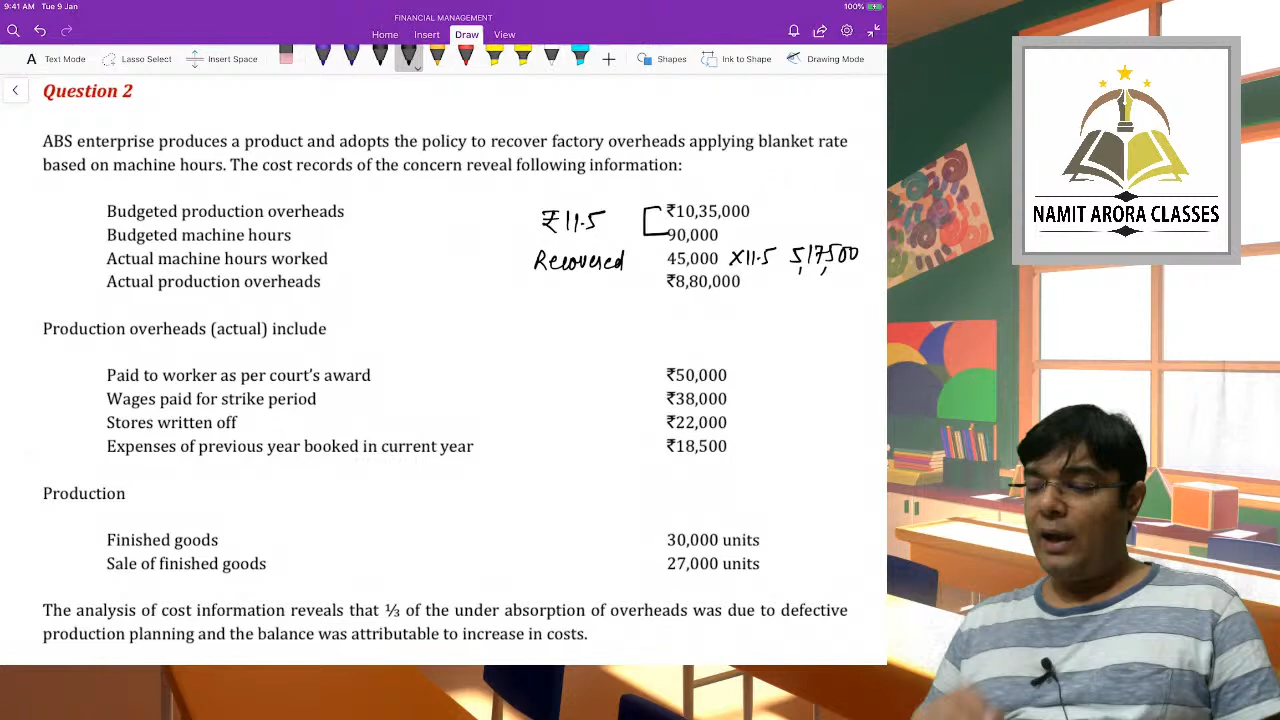 9:41 AM Tue 9 Jan
100%
FINANCIAL MANAGEMENT
Home Insert Draw View
A Text Mode Lasso Select Insert Space Shapes Ink to Shape Drawing Mode
Question 2
ABS enterprise produces a product and adopts the policy to recover factory overheads applying blanket rate
based on machine hours. The cost records of the concern reveal following information:
Budgeted production overheads ₹10,35,000
₹11.5
Budgeted machine hours 90,000
Actual machine hours worked Recovered 45,000 ×11.5 5,17,500
Actual production overheads ₹8,80,000
Production overheads (actual) include
Paid to worker as per court's award ₹50,000
Wages paid for strike period ₹38,000
Stores written off ₹22,000
Expenses of previous year booked in current year ₹18,500
Production
Finished goods 30,000 units
Sale of finished goods 27,000 units
The analysis of cost information reveals that ⅓ of the under absorption of overheads was due to defective
production planning and the balance was attributable to increase in costs.
NAMIT ARORA CLASSES